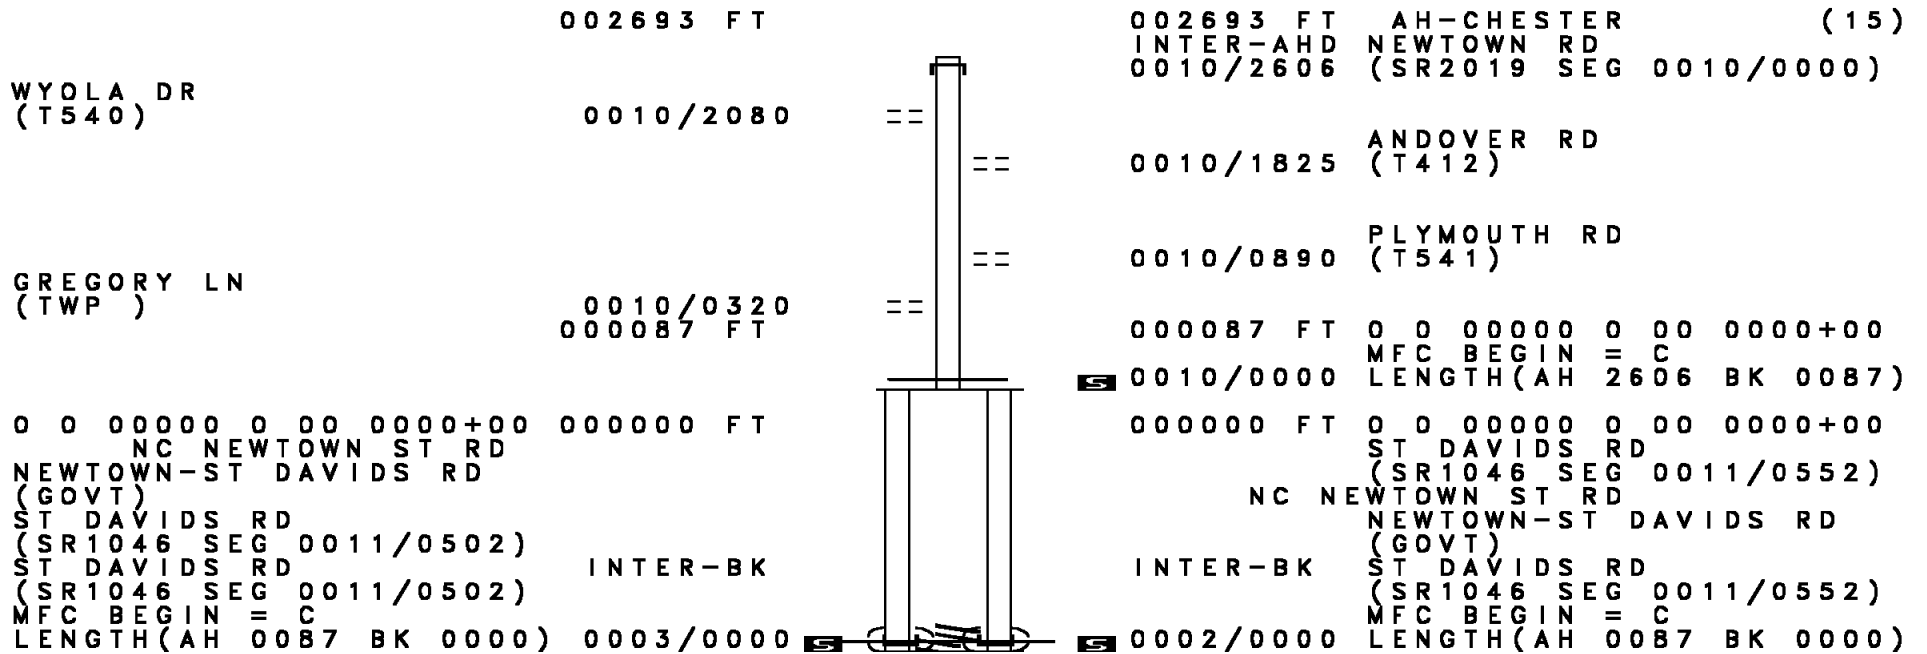 002693 FT 002693 FT AH-CHESTER (15)
INTER-AHD NEWTOWN RD
0010/2606 (SR2019 SEG 0010/0000)
WYOLA DR
(T540) 0010/2080
ANDOVER RD
0010/1825 (T412)
PLYMOUTH RD
0010/0890 (T541)
GREGORY LN
(TWP ) 0010/0320
000087 FT 000087 FT 0 0 00000 0 00 0000+00
MFC BEGIN = C
S 0010/0000 LENGTH(AH 2606 BK 0087)
0 0 00000 0 00 0000+00 000000 FT 000000 FT 0 0 00000 0 00 0000+00
NC NEWTOWN ST RD ST DAVIDS RD
NEWTOWN-ST DAVIDS RD (SR1046 SEG 0011/0552)
(GOVT) NC NEWTOWN ST RD
ST DAVIDS RD NEWTOWN-ST DAVIDS RD
(SR1046 SEG 0011/0502) (GOVT)
ST DAVIDS RD INTER-BK INTER-BK ST DAVIDS RD
(SR1046 SEG 0011/0502) (SR1046 SEG 0011/0552)
MFC BEGIN = C MFC BEGIN = C
LENGTH(AH 0087 BK 0000) 0003/0000 S S 0002/0000 LENGTH(AH 0087 BK 0000)